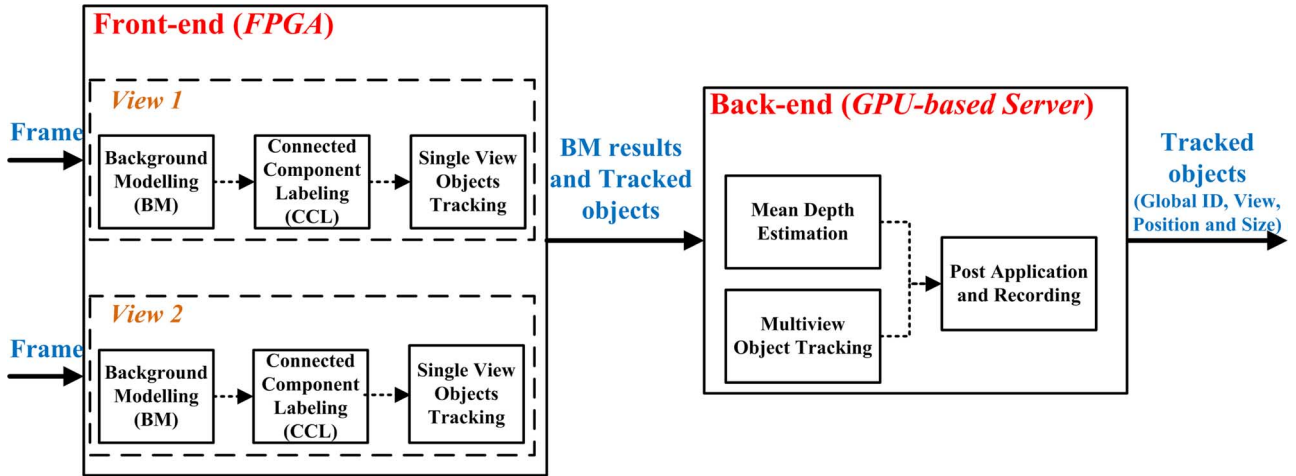 Front-end (FPGA)
View 1
Frame
Background
Modelling
(BM)
Connected
Component
Labeling
(CCL)
Single View
Objects
Tracking
View 2
Frame
Background
Modelling
(BM)
Connected
Component
Labeling
(CCL)
Single View
Objects
Tracking
BM results
and Tracked
objects
Back-end (GPU-based Server)
Mean Depth
Estimation
Multiview
Object Tracking
Post Application
and Recording
Tracked
objects
(Global ID, View,
Position and Size)